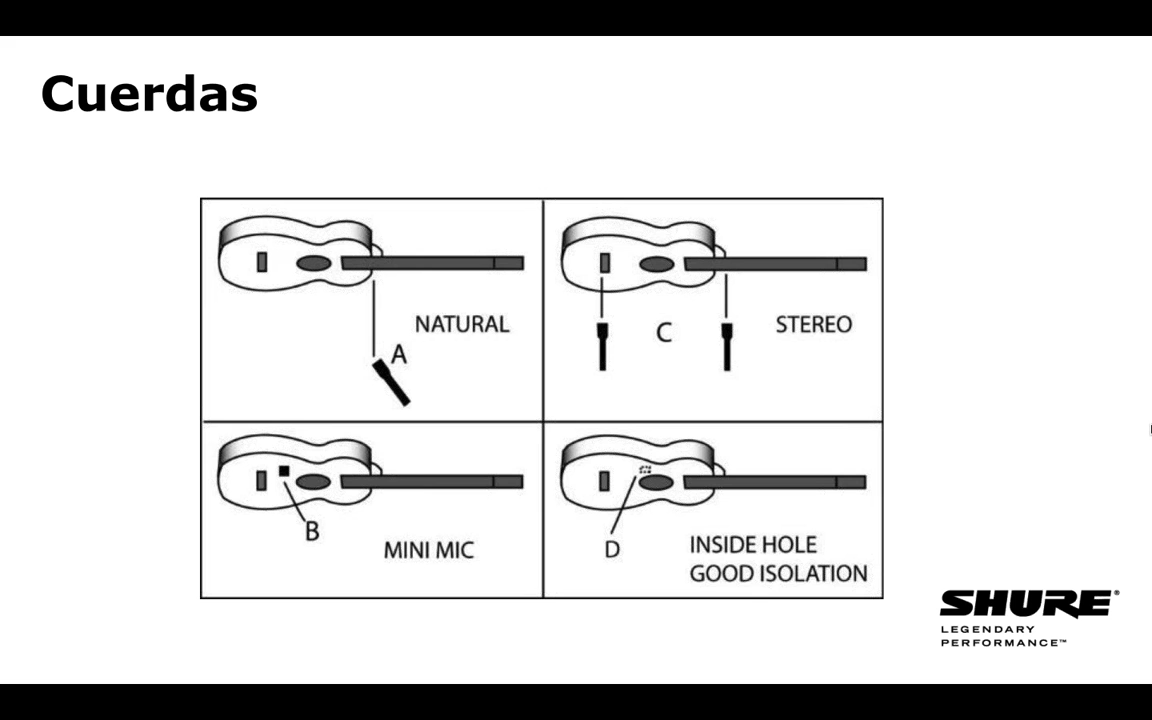 Cuerdas
NATURAL
A
C
STEREO
B
MINI MIC
D
INSIDE HOLE
GOOD ISOLATION
SHURE®
LEGENDARY
PERFORMANCE™